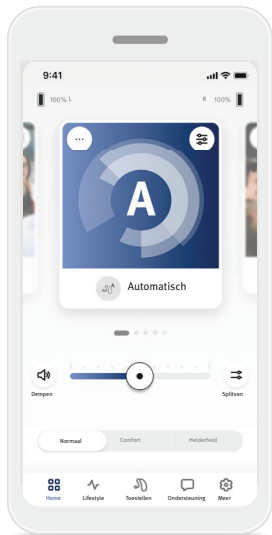 9:41
100% L R 100%
A
Automatisch
Dempen Splitsen
Normaal Comfort Helderheid
Home Lifestyle Toestellen Ondersteuning Meer